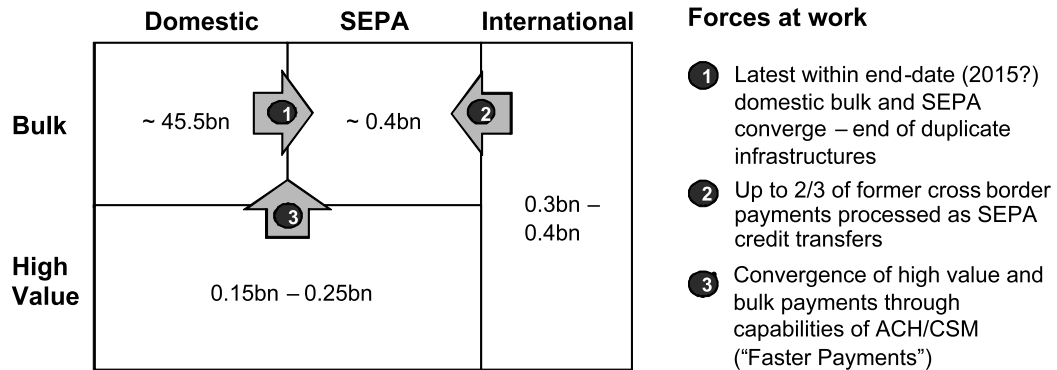 Domestic SEPA International
Bulk
~ 45.5bn
1
~ 0.4bn
2
3
0.3bn –
0.4bn
High
Value
0.15bn – 0.25bn
Forces at work
1 Latest within end-date (2015?)
domestic bulk and SEPA
converge – end of duplicate
infrastructures
2 Up to 2/3 of former cross border
payments processed as SEPA
credit transfers
3 Convergence of high value and
bulk payments through
capabilities of ACH/CSM
(“Faster Payments”)